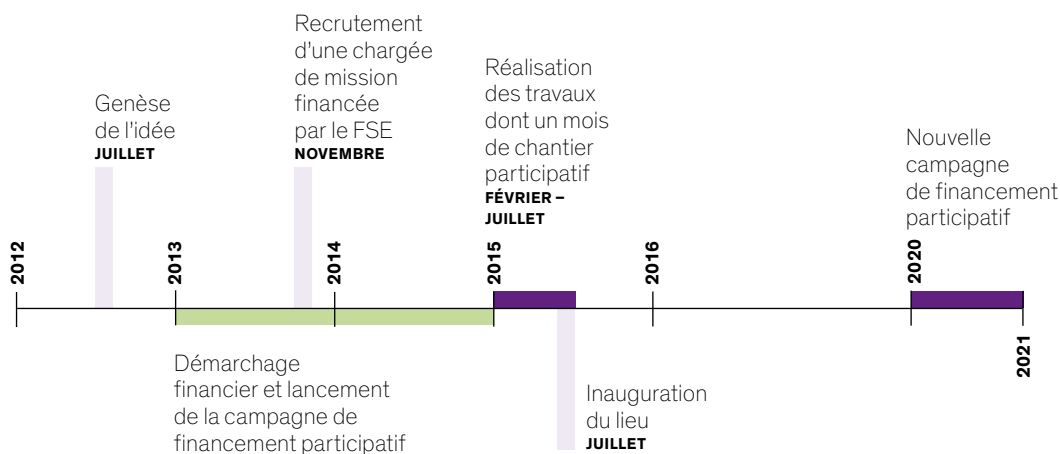 Genèse
de l'idée
JUILLET
Recrutement
d'une chargée
de mission
financée
par le FSE
NOVEMBRE
Réalisation
des travaux
dont un mois
de chantier
participatif
FÉVRIER –
JUILLET
Nouvelle
campagne
de financement
participatif
2012
2013
2014
2015
2016
2020
2021
Démarchage
financier et lancement
de la campagne de
financement participatif
Inauguration
du lieu
JUILLET